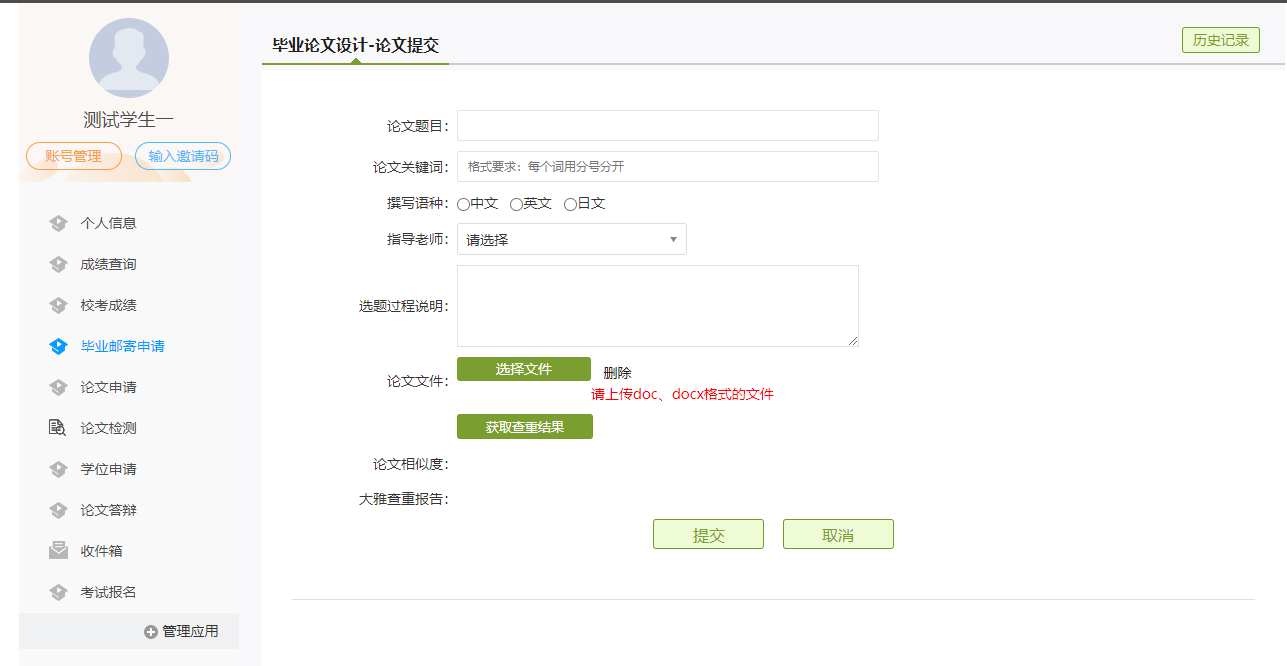 测试学生一
账号管理
输入邀请码
个人信息
成绩查询
校考成绩
毕业邮寄申请
论文申请
论文检测
学位申请
论文答辩
收件箱
考试报名
管理应用
毕业论文设计-论文提交
历史记录
论文题目：
论文关键词： 格式要求：每个词用分号分开
撰写语种： 中文 英文 日文
指导老师： 请选择
选题过程说明：
论文文件： 选择文件 删除
请上传doc、docx格式的文件
获取查重结果
论文相似度：
大雅查重报告：
提交 取消